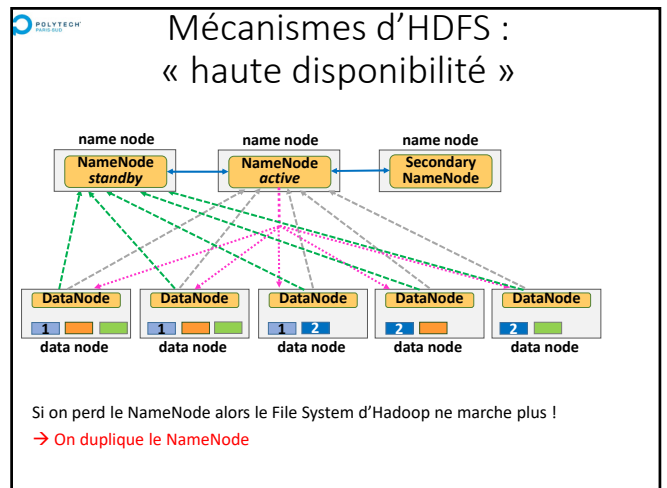 POLYTECH
PARIS-SUD
Mécanismes d’HDFS :
« haute disponibilité »
name node
name node
name node
NameNode
standby
NameNode
active
Secondary
NameNode
DataNode
DataNode
DataNode
DataNode
DataNode
1
1
1 2
2
2
data node
data node
data node
data node
data node
Si on perd le NameNode alors le File System d’Hadoop ne marche plus !
→ On duplique le NameNode